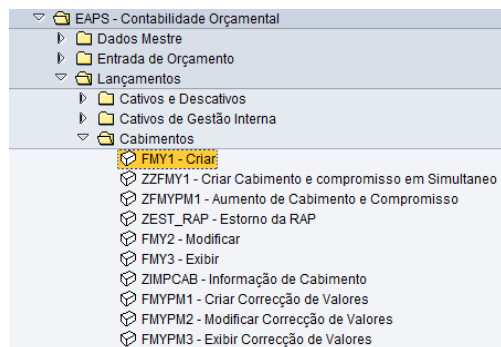 EAPS - Contabilidade Orçamental
Dados Mestre
Entrada de Orçamento
Lançamentos
Cativos e Descativos
Cativos de Gestão Interna
Cabimentos
FMY1 - Criar
ZZFMY1 - Criar Cabimento e compromisso em Simultaneo
ZFMYPM1 - Aumento de Cabimento e Compromisso
ZEST_RAP - Estorno da RAP
FMY2 - Modificar
FMY3 - Exibir
ZIMPCAB - Informação de Cabimento
FMYPM1 - Criar Correcção de Valores
FMYPM2 - Modificar Correcção de Valores
FMYPM3 - Exibir Correcção de Valores